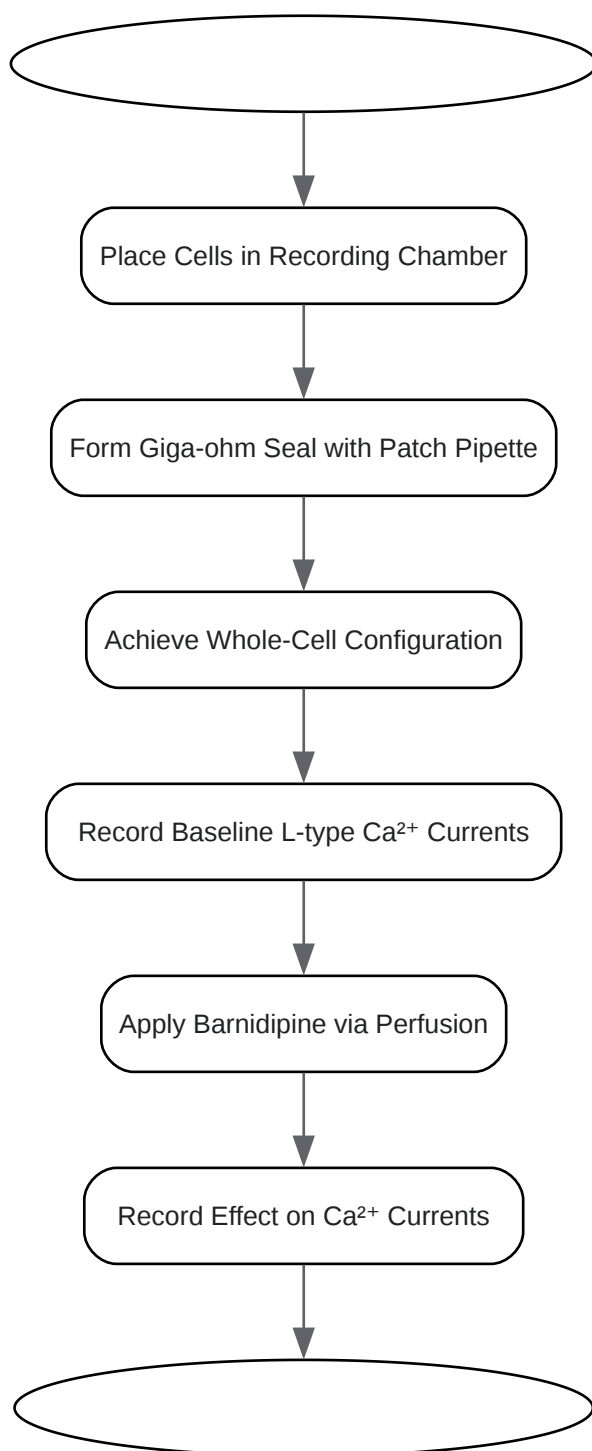 Place Cells in Recording Chamber
Form Giga-ohm Seal with Patch Pipette
Achieve Whole-Cell Configuration
Record Baseline L-type Ca²⁺ Currents
Apply Barnidipine via Perfusion
Record Effect on Ca²⁺ Currents